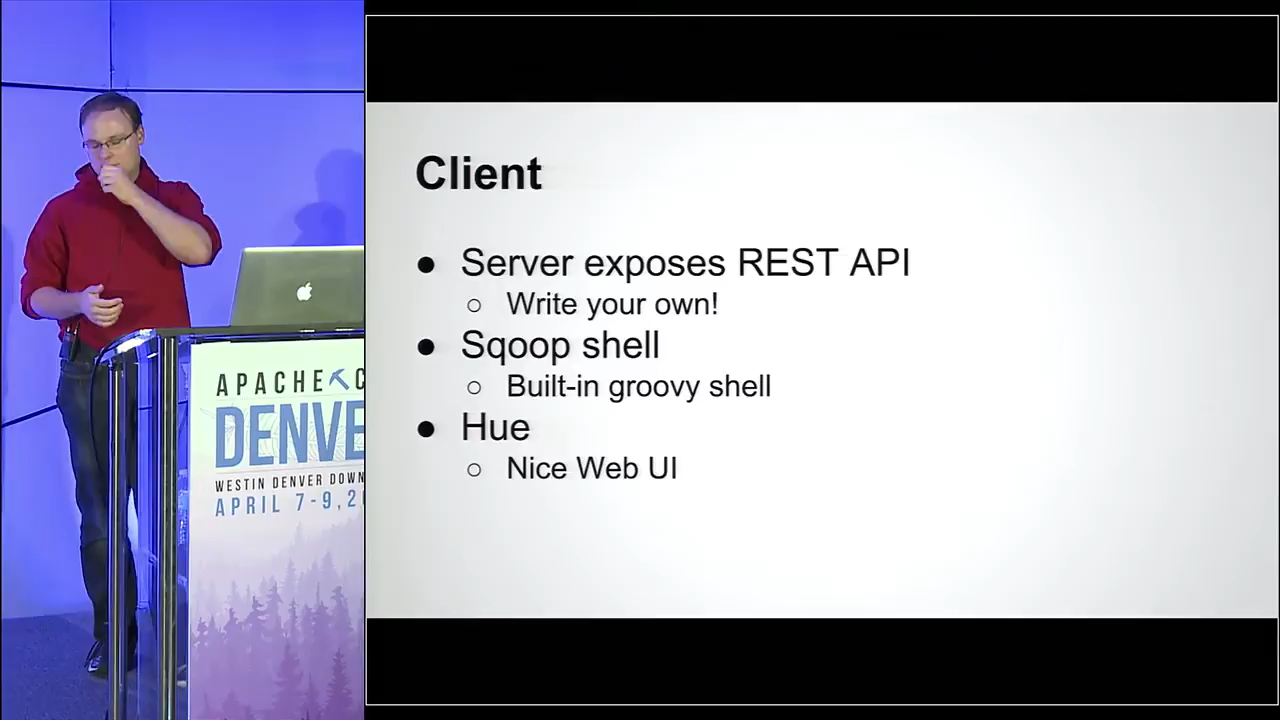 Client
● Server exposes REST API
○ Write your own!
● Sqoop shell
○ Built-in groovy shell
● Hue
○ Nice Web UI
APACHE C
DENVE
WESTIN DENVER DOWN
APRIL 7-9, 2